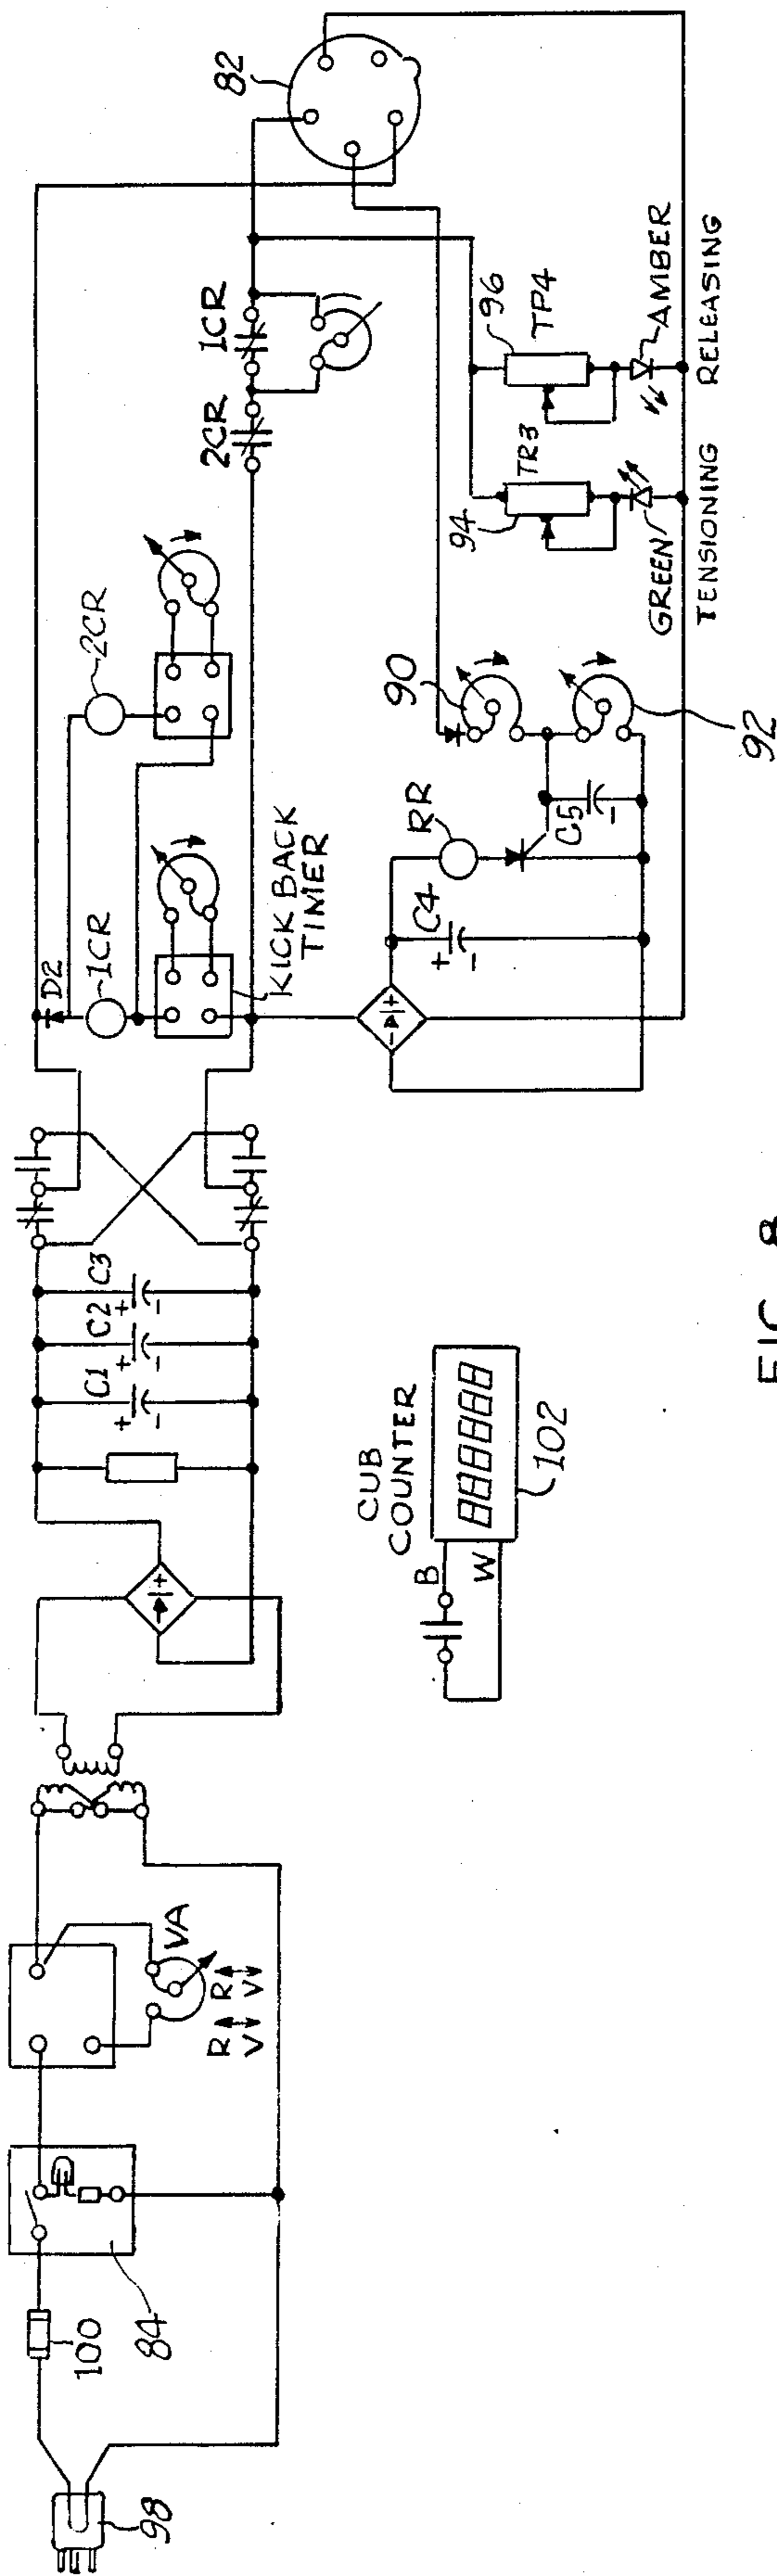 98
100
84
VA
R
V
R
V
+
C1
+
-
C2
+
-
C3
+
-
CUB
COUNTER
B
W
888888
102
D2
1CR
2CR
KICK BACK
TIMER
2CR
1CR
82
+
-
C4
+
-
RR
C5
-
90
92
94
TR3
96
TP4
GREEN
AMBER
TENSIONING
RELEASING
FIG. 8